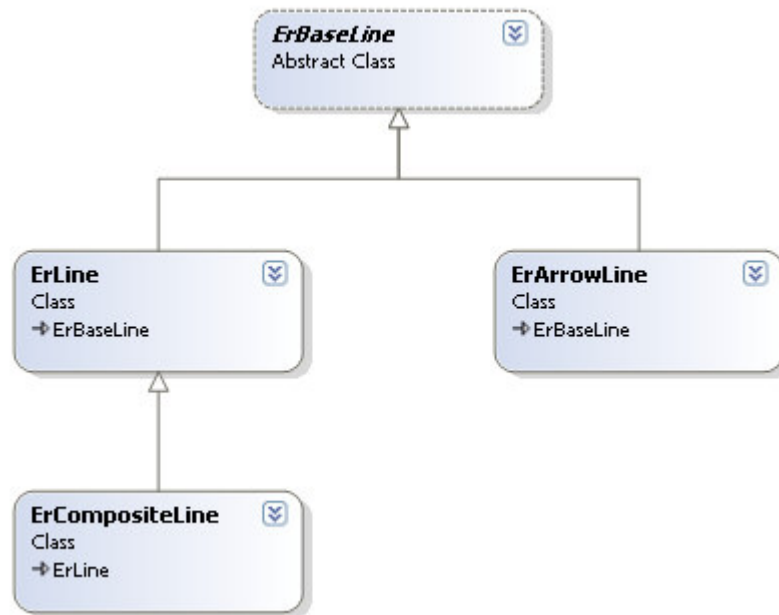 ErBaseLine
Abstract Class
ErLine
Class
ErBaseLine
ErArrowLine
Class
ErBaseLine
ErCompositeLine
Class
ErLine